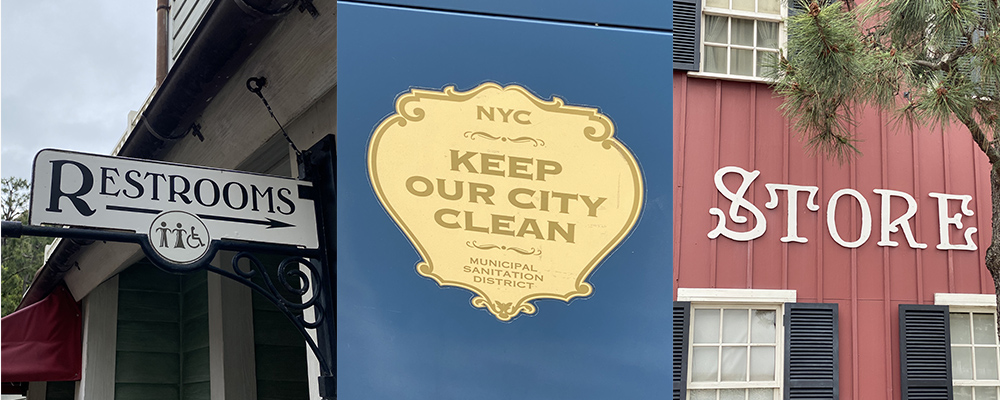 RESTROOMS
NYC
KEEP
OUR CITY
CLEAN
MUNICIPAL
SANITATION
DISTRICT
STORE